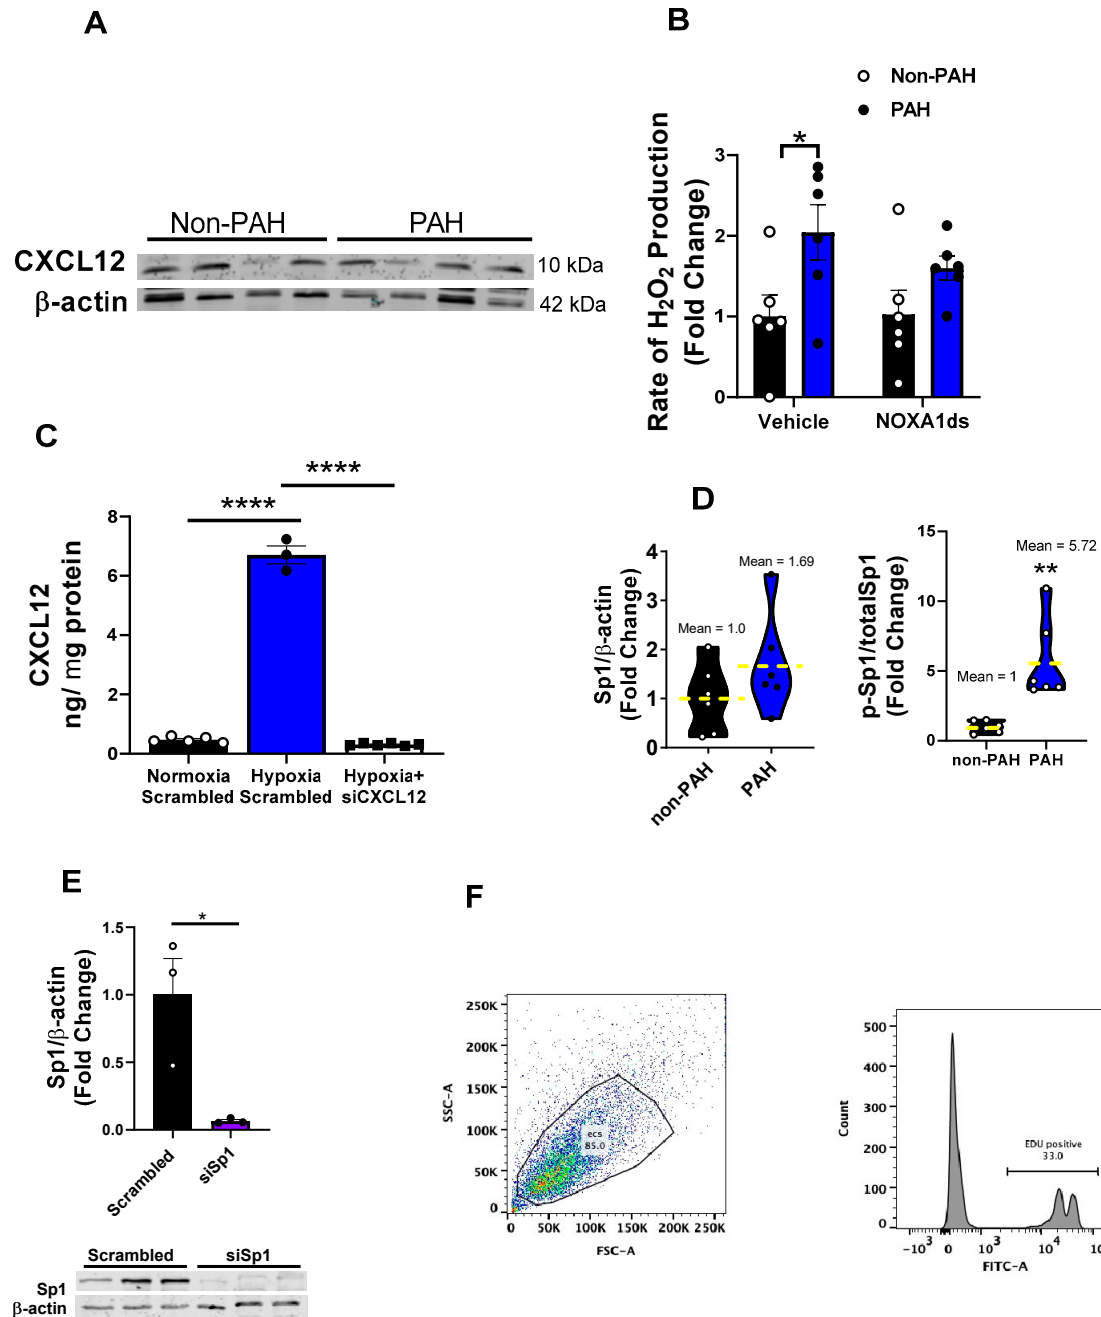 A
Non-PAH PAH
CXCL12 10 kDa
β-actin 42 kDa
B
Non-PAH
PAH
*
Rate of H2O2 Production
(Fold Change)
3
2
1
0
Vehicle NOXA1ds
C
****
****
CXCL12
ng/ mg protein
8
6
4
2
0
Normoxia Hypoxia Hypoxia+
Scrambled Scrambled siCXCL12
D
Sp1/β-actin
(Fold Change)
4
3
2
1
0
Mean = 1.69
Mean = 1.0
non-PAH PAH
p-Sp1/totalSp1
(Fold Change)
15
10
5
0
Mean = 5.72
**
Mean = 1
non-PAH PAH
E
*
Sp1/β-actin
(Fold Change)
1.5
1.0
0.5
0.0
Scrambled siSp1
Scrambled siSp1
Sp1
β-actin
F
SSC-A
250K
200K
150K
100K
50K
0
ecs
85.0
0 50K 100K 150K 200K 250K
FSC-A
Count
500
400
300
200
100
0
EDU positive
33.0
-10³ 0 10³ 10⁴ 10
FITC-A